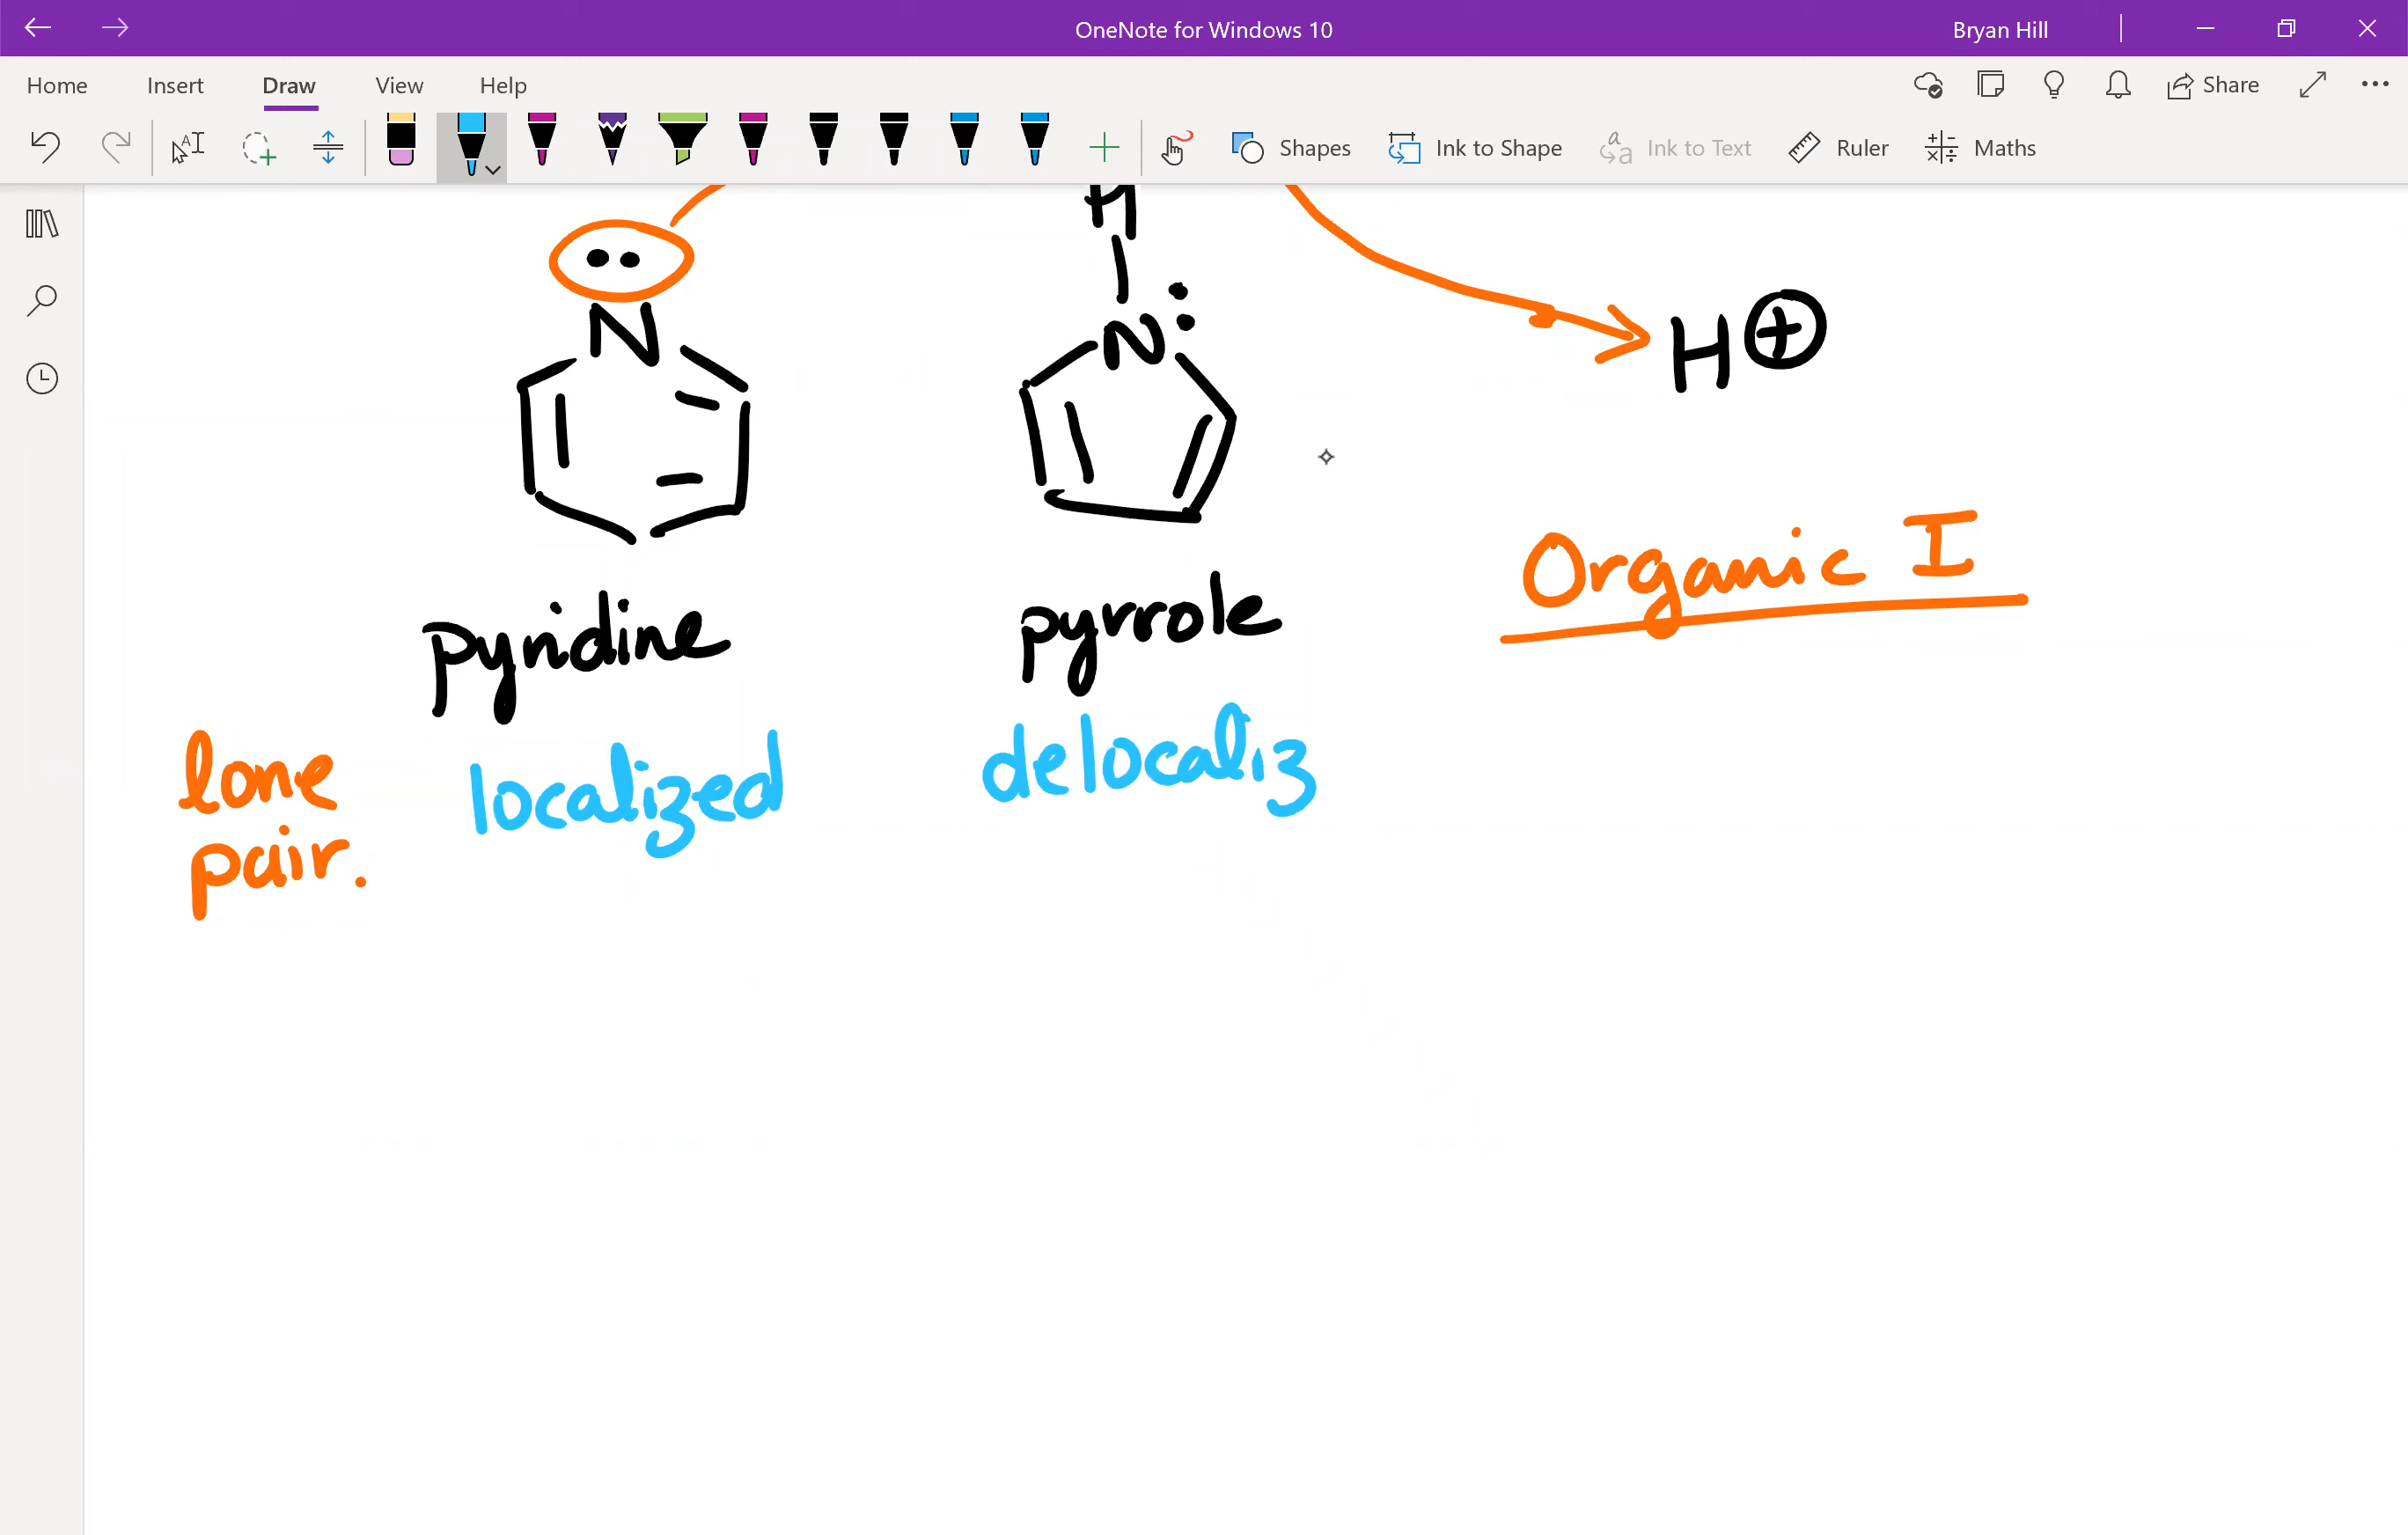 OneNote for Windows 10
Bryan Hill
Home Insert Draw View Help
Share
Shapes Ink to Shape Ink to Text Ruler Maths
H
N
N
H+
Organic I
pyridine
pyrrole
lone pair.
localized
delocaliz